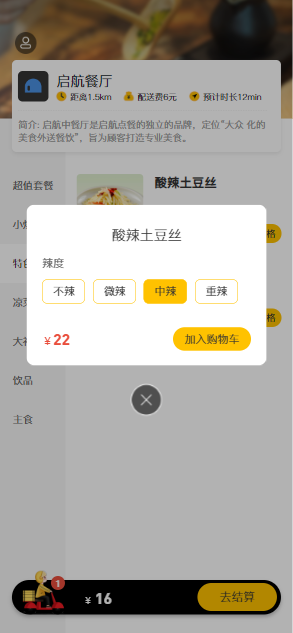 启航餐厅
距离1.5km 配送费6元 预计时长12min
简介: 启航中餐厅是启航点餐的独立的品牌，定位“大众 化的
美食外送餐饮”，旨为顾客打造专业美食。
超值套餐
酸辣土豆丝
小
格
酸辣土豆丝
特
辣度
不辣 微辣 中辣 重辣
凉
格
大
¥22 加入购物车
饮品
主食
1
¥ 16 去结算